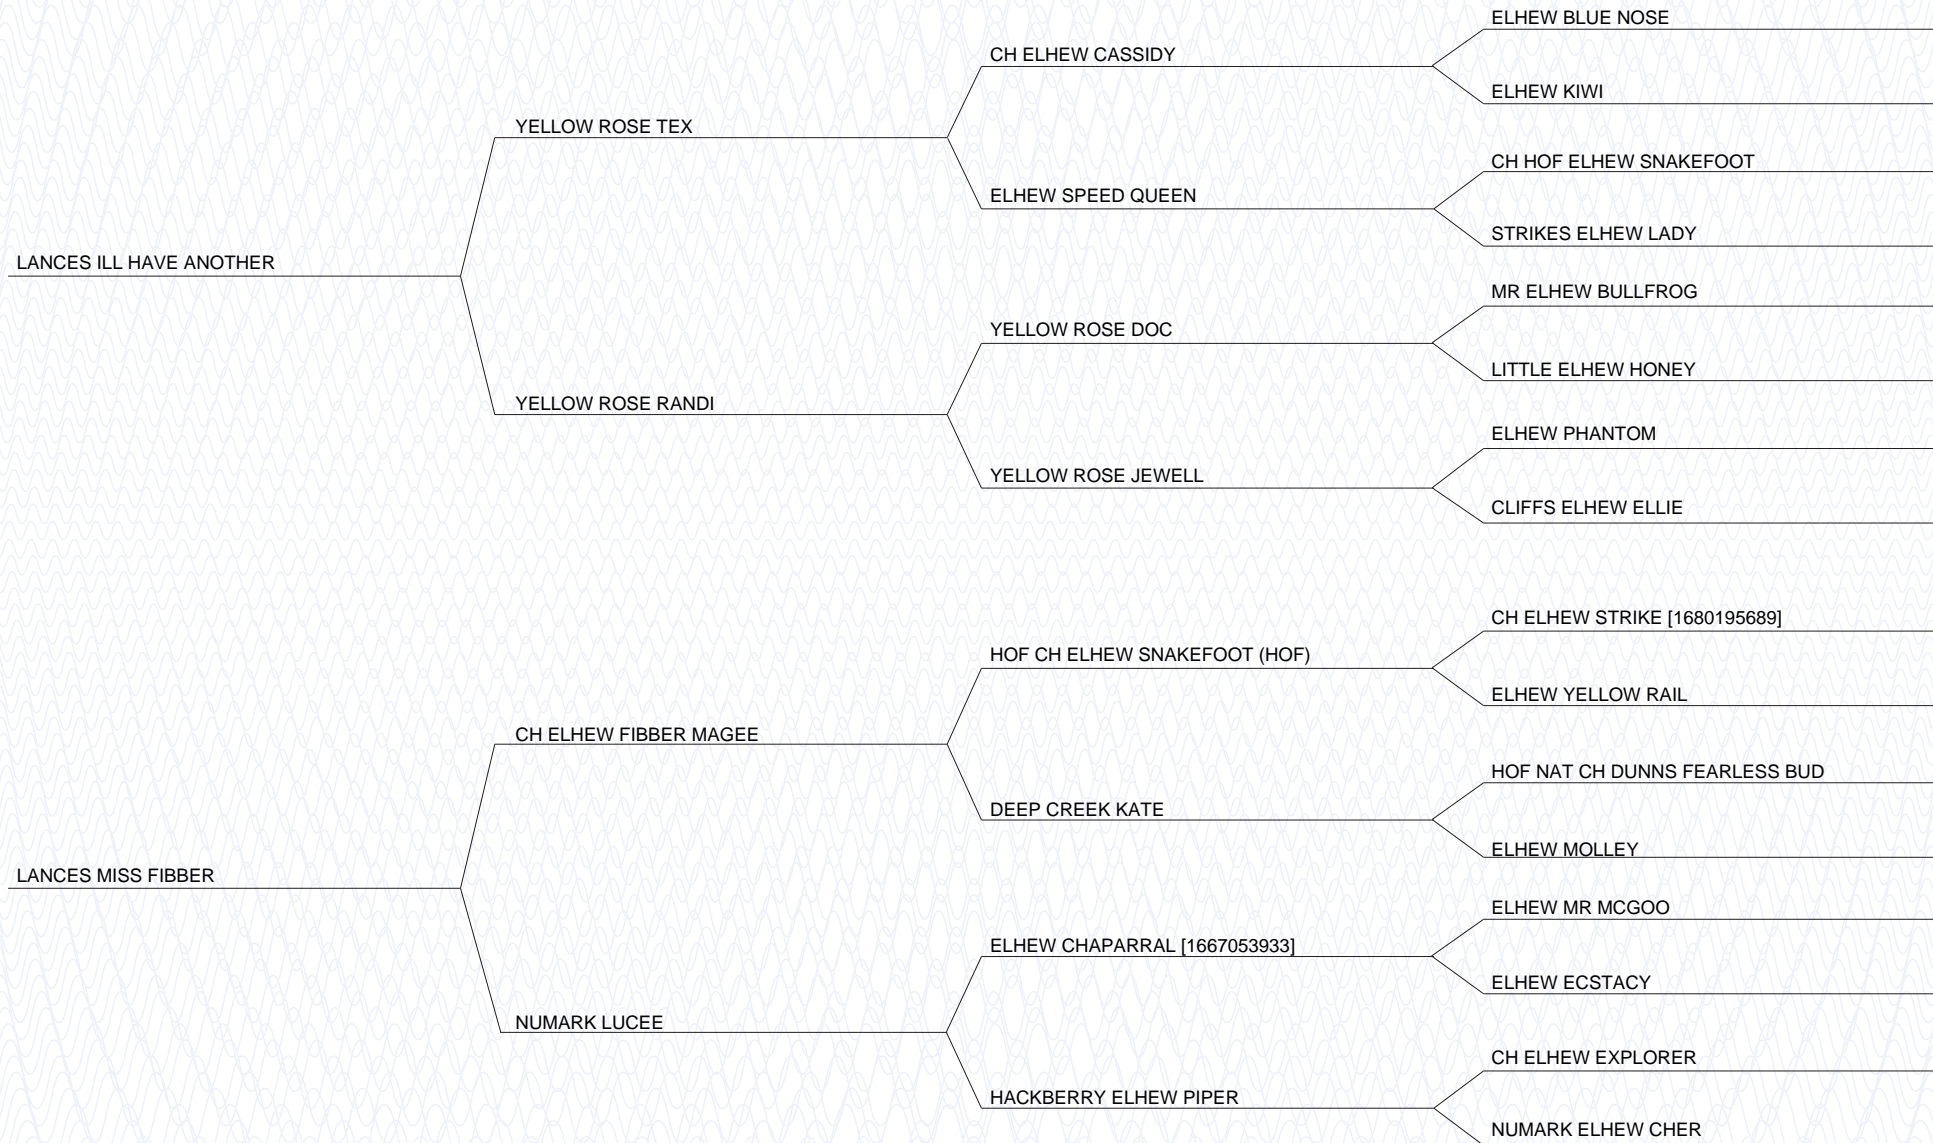 ELHEW BLUE NOSE
CH ELHEW CASSIDY
ELHEW KIWI
YELLOW ROSE TEX
CH HOF ELHEW SNAKEFOOT
ELHEW SPEED QUEEN
STRIKES ELHEW LADY
LANCES ILL HAVE ANOTHER
MR ELHEW BULLFROG
YELLOW ROSE DOC
LITTLE ELHEW HONEY
YELLOW ROSE RANDI
ELHEW PHANTOM
YELLOW ROSE JEWELL
CLIFFS ELHEW ELLIE
CH ELHEW STRIKE [1680195689]
HOF CH ELHEW SNAKEFOOT (HOF)
ELHEW YELLOW RAIL
CH ELHEW FIBBER MAGEE
HOF NAT CH DUNNS FEARLESS BUD
DEEP CREEK KATE
ELHEW MOLLEY
LANCES MISS FIBBER
ELHEW MR MCGOO
ELHEW CHAPARRAL [1667053933]
ELHEW ECSTACY
NUMARK LUCEE
CH ELHEW EXPLORER
HACKBERRY ELHEW PIPER
NUMARK ELHEW CHER